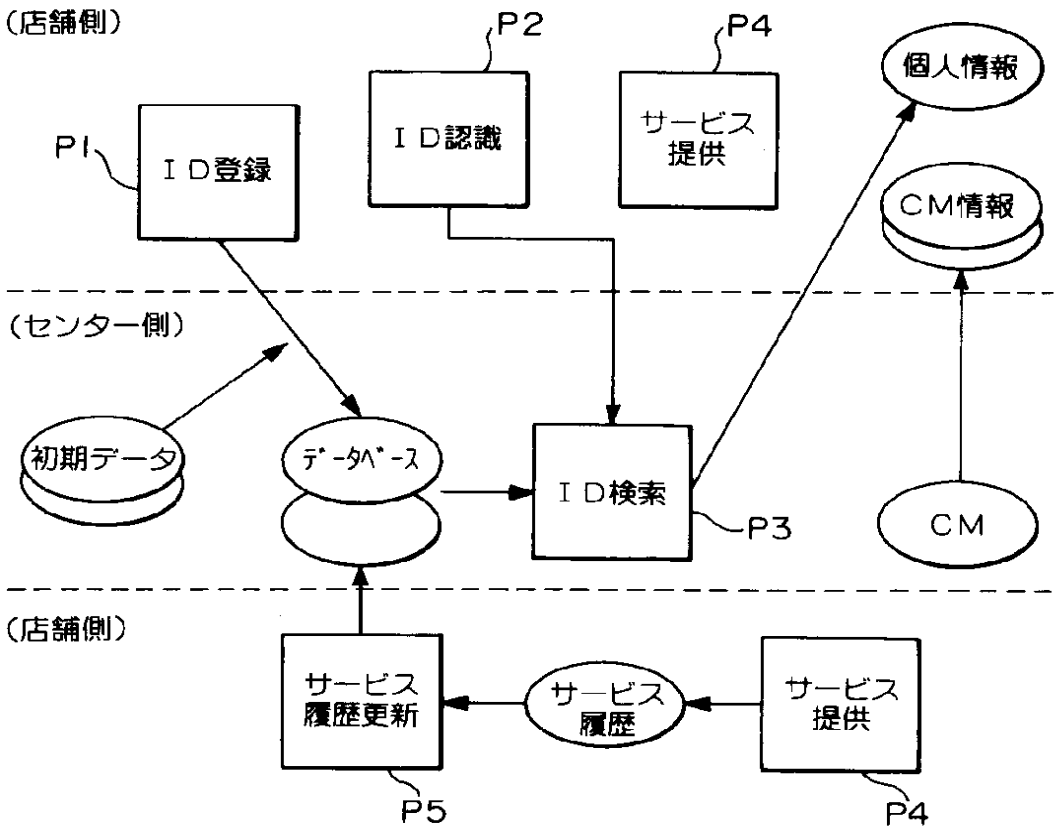 (店舗側)
P1
ID登録
P2
ID認識
P4
サービス
提供
個人情報
CM情報
(センター側)
初期データ
データベース
ID検索
P3
CM
(店舗側)
サービス
履歴更新
P5
サービス
履歴
サービス
提供
P4